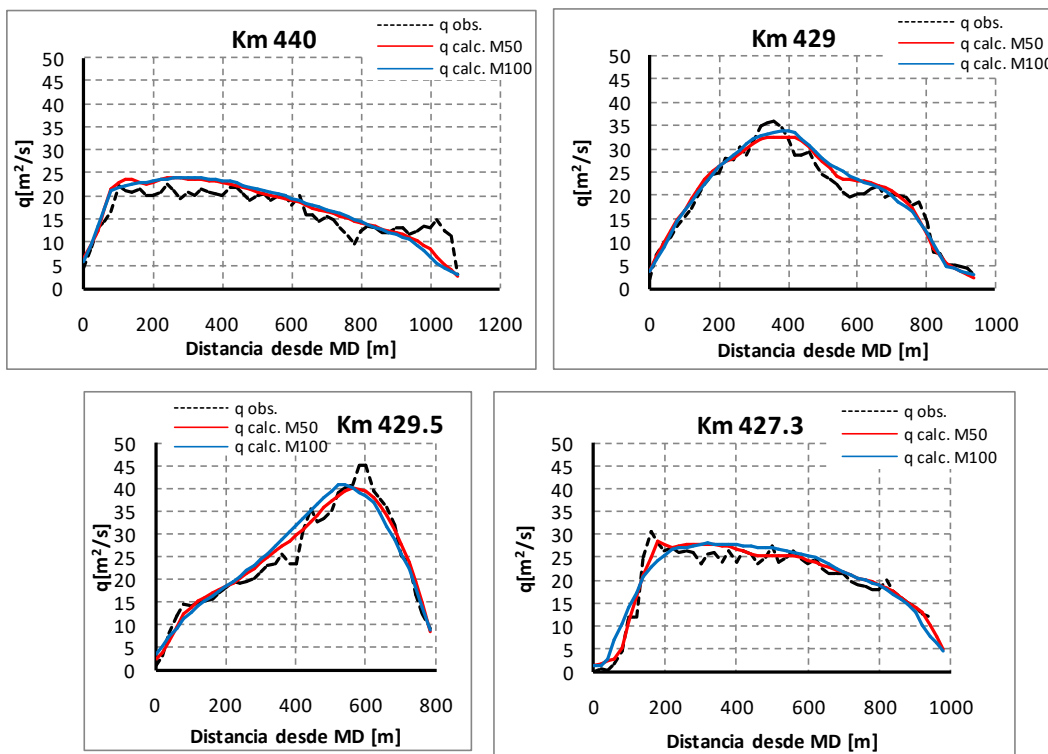 Km 440
q obs.
q calc. M50
q calc. M100
50
45
40
35
30
25
20
15
10
5
0
q[m²/s]
0 200 400 600 800 1000 1200
Distancia desde MD [m]
Km 429
q obs.
q calc. M50
q calc. M100
50
45
40
35
30
25
20
15
10
5
0
q[m²/s]
0 200 400 600 800 1000
Distancia desde MD [m]
q obs.
q calc. M50
q calc. M100
Km 429.5
50
45
40
35
30
25
20
15
10
5
0
q[m²/s]
0 200 400 600 800
Distancia desde MD [m]
Km 427.3
q obs.
q calc. M50
q calc. M100
50
45
40
35
30
25
20
15
10
5
0
q[m²/s]
0 200 400 600 800 1000
Distancia desde MD [m]